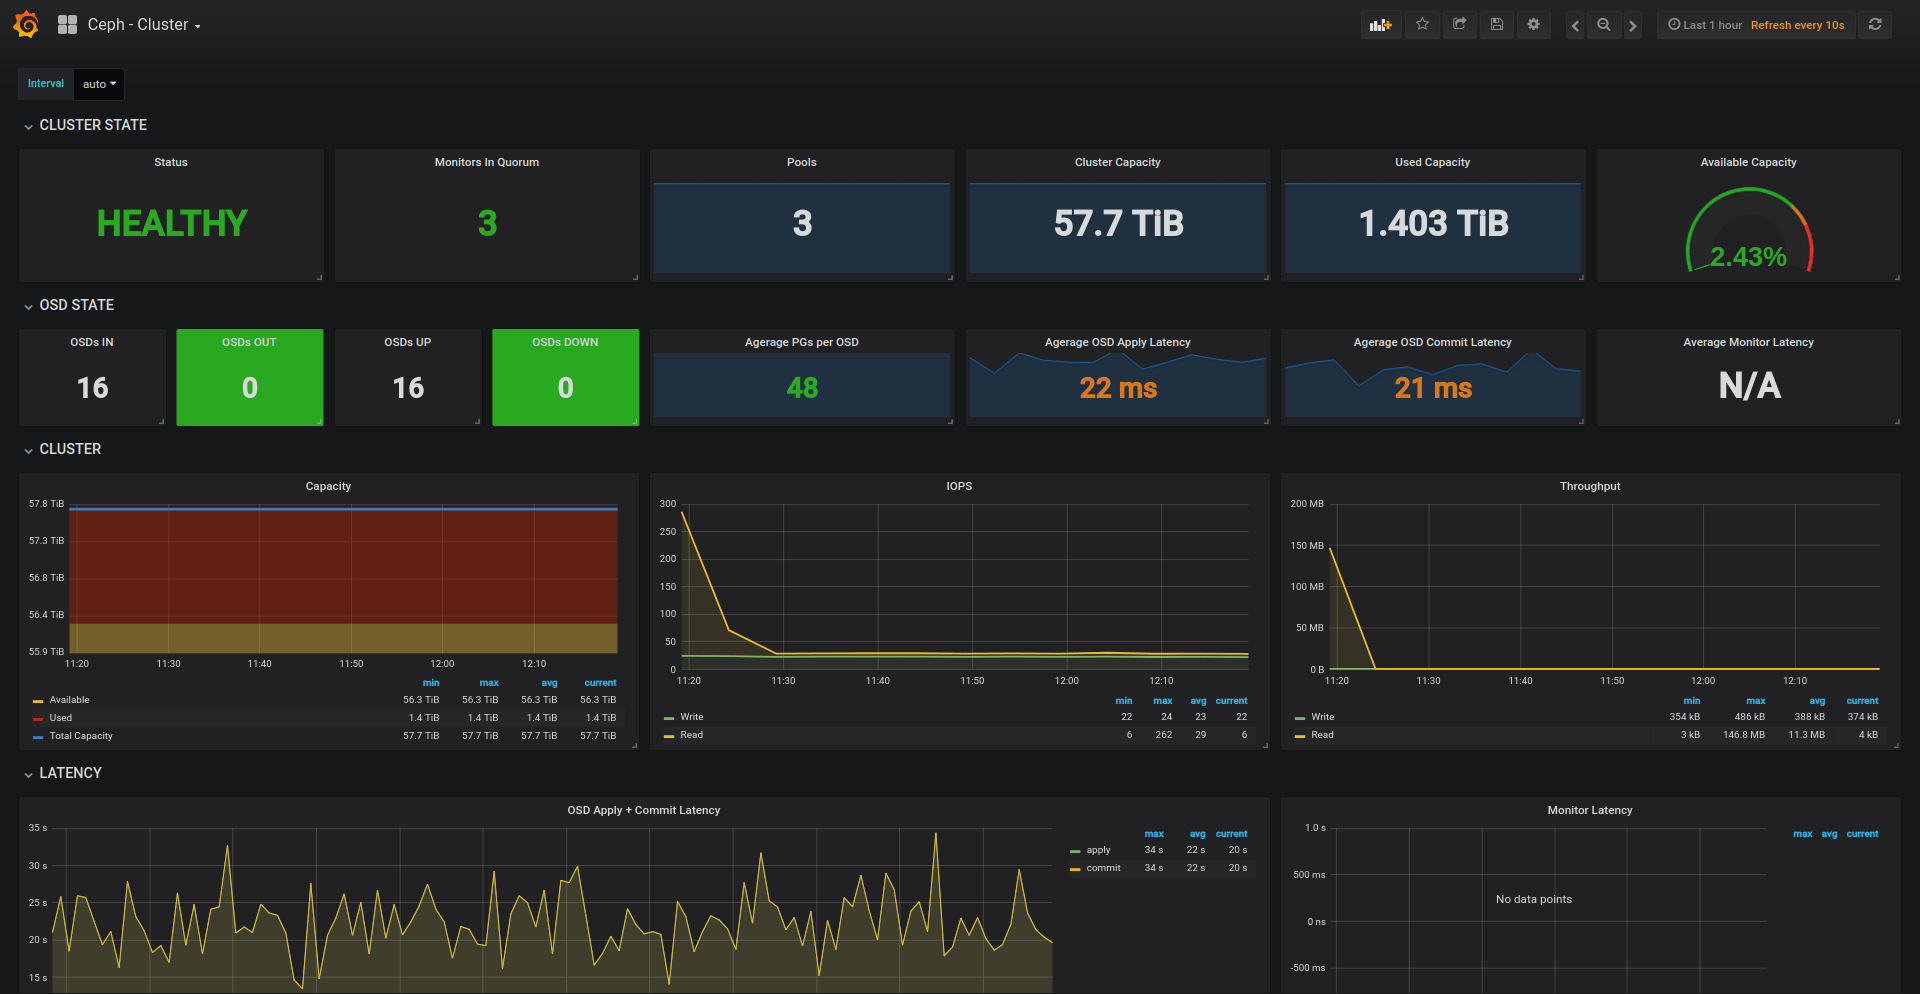 Ceph - Cluster
Last 1 hour Refresh every 10s
Interval auto
CLUSTER STATE
Status
HEALTHY
Monitors In Quorum
3
Pools
3
Cluster Capacity
57.7 TiB
Used Capacity
1.403 TiB
Available Capacity
2.43%
OSD STATE
OSDs IN
16
OSDs OUT
0
OSDs UP
16
OSDs DOWN
0
Agerage PGs per OSD
48
Agerage OSD Apply Latency
22 ms
Agerage OSD Commit Latency
21 ms
Average Monitor Latency
N/A
CLUSTER
Capacity
57.8 TiB
57.3 TiB
56.8 TiB
56.4 TiB
55.9 TiB
11:20 11:30 11:40 11:50 12:00 12:10
min max avg current
Available 56.3 TiB 56.3 TiB 56.3 TiB 56.3 TiB
Used 1.4 TiB 1.4 TiB 1.4 TiB 1.4 TiB
Total Capacity 57.7 TiB 57.7 TiB 57.7 TiB 57.7 TiB
IOPS
300
250
200
150
100
50
0
11:20 11:30 11:40 11:50 12:00 12:10
min max avg current
Write 22 24 23 22
Read 6 262 29 6
Throughput
200 MB
150 MB
100 MB
50 MB
0 B
11:20 11:30 11:40 11:50 12:00 12:10
min max avg current
Write 354 kB 486 kB 388 kB 374 kB
Read 3 kB 146.8 MB 11.3 MB 4 kB
LATENCY
OSD Apply + Commit Latency
35 s
30 s
25 s
20 s
15 s
max avg current
apply 34 s 22 s 20 s
commit 34 s 22 s 20 s
Monitor Latency
1.0 s
500 ms
0 ns
-500 ms
No data points
max avg current